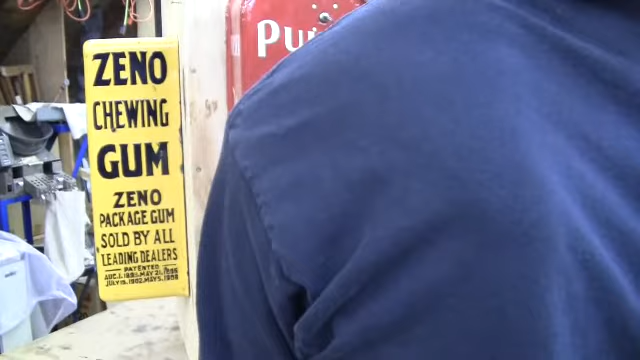 ZENO
CHEWING
GUM
ZENO
PACKAGE GUM
SOLD BY ALL
LEADING DEALERS
PATENTED